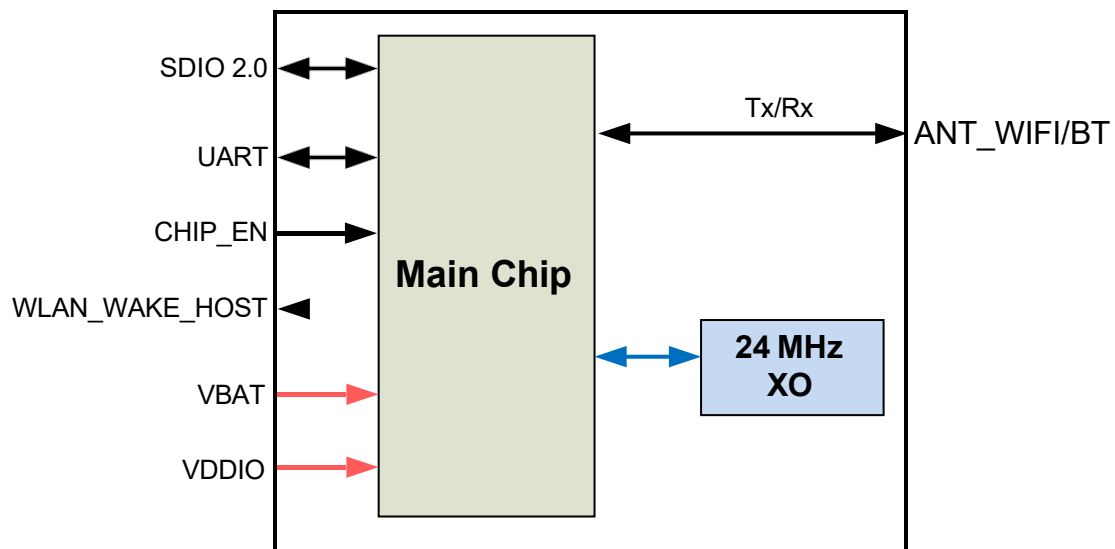 SDIO 2.0
UART
CHIP_EN
WLAN_WAKE_HOST
VBAT
VDDIO
Main Chip
Tx/Rx
ANT_WIFI/BT
24 MHz
XO